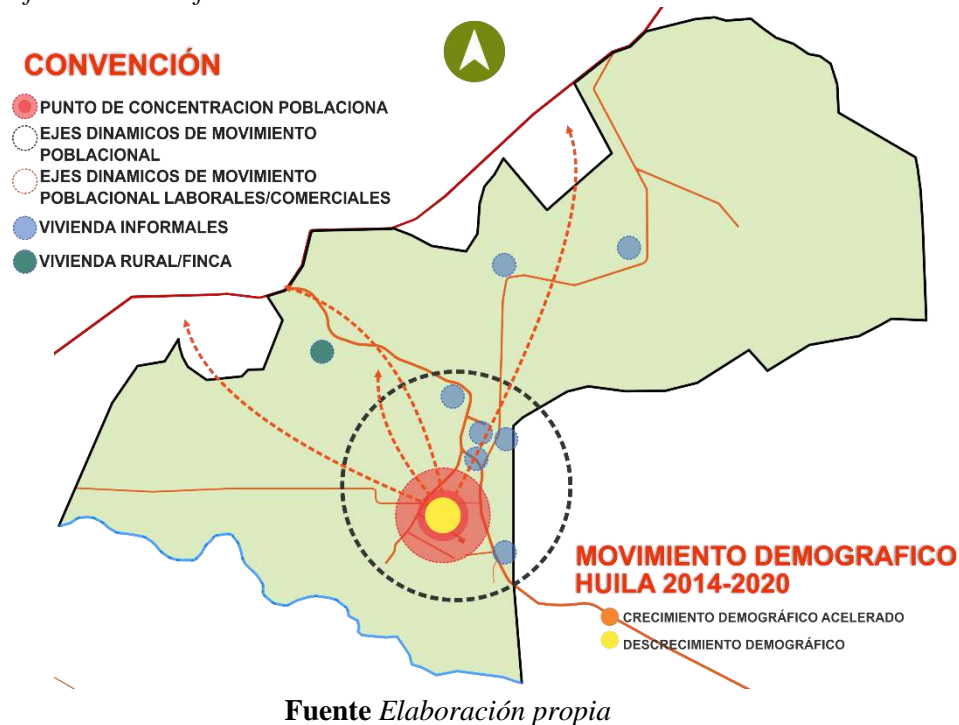 CONVENCIÓN
PUNTO DE CONCENTRACION POBLACIONA
EJES DINAMICOS DE MOVIMIENTO
POBLACIONAL
EJES DINAMICOS DE MOVIMIENTO
POBLACIONAL LABORALES/COMERCIALES
VIVIENDA INFORMALES
VIVIENDA RURAL/FINCA
MOVIMIENTO DEMOGRAFICO
HUILA 2014-2020
CRECIMIENTO DEMOGRÁFICO ACELERADO
DESCRECIMIENTO DEMOGRÁFICO
Fuente Elaboración propia